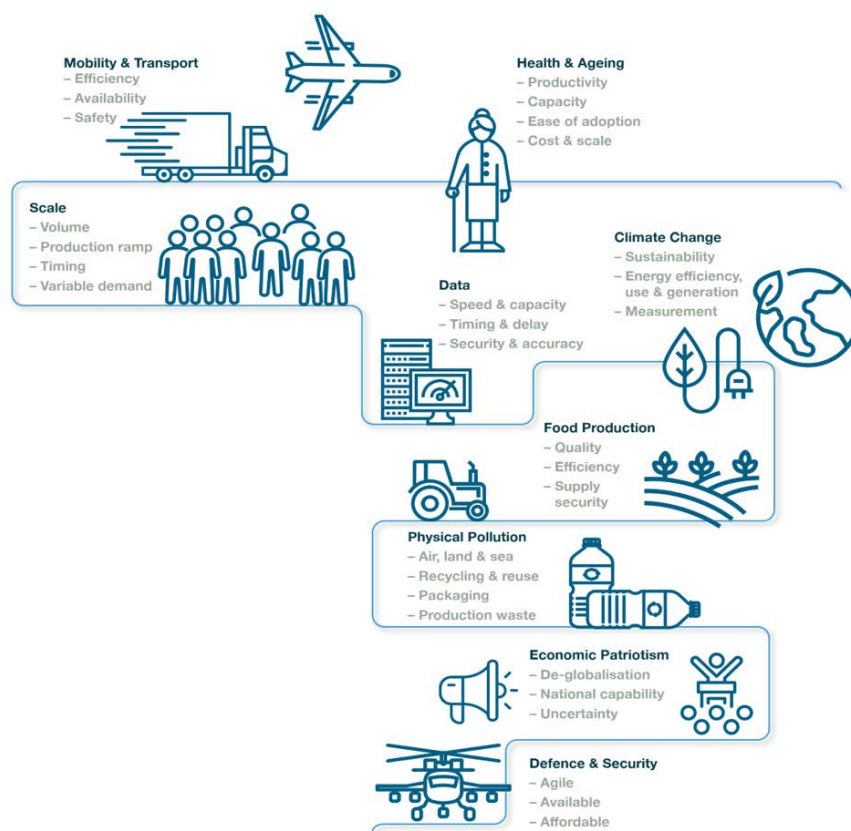 Mobility & Transport
– Efficiency
– Availability
– Safety
Health & Ageing
– Productivity
– Capacity
– Ease of adoption
– Cost & scale
Scale
– Volume
– Production ramp
– Timing
– Variable demand
Climate Change
– Sustainability
– Energy efficiency,
use & generation
– Measurement
Data
– Speed & capacity
– Timing & delay
– Security & accuracy
Food Production
– Quality
– Efficiency
– Supply
security
Physical Pollution
– Air, land & sea
– Recycling & reuse
– Packaging
– Production waste
Economic Patriotism
– De-globalisation
– National capability
– Uncertainty
Defence & Security
– Agile
– Available
– Affordable